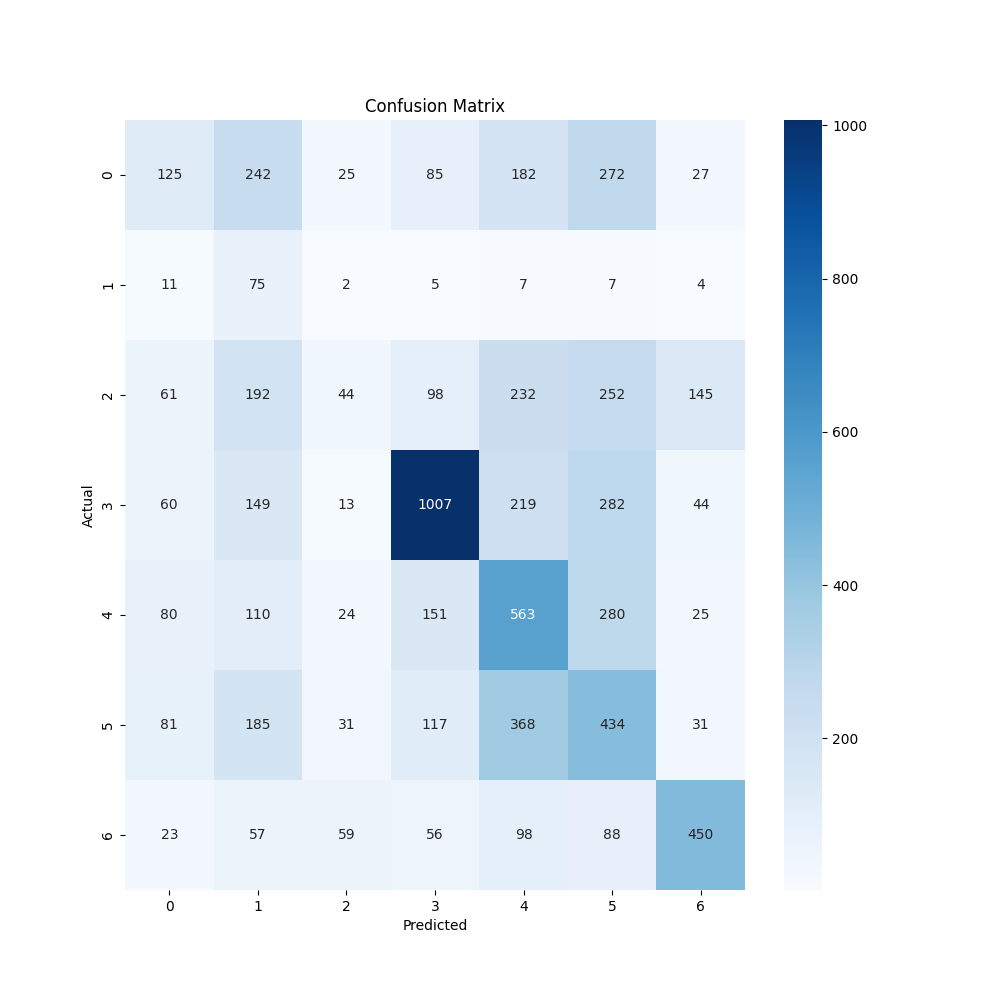 Confusion Matrix
0 125 242 25 85 182 272 27
1 11 75 2 5 7 7 4
2 61 192 44 98 232 252 145
3 60 149 13 1007 219 282 44
4 80 110 24 151 563 280 25
5 81 185 31 117 368 434 31
6 23 57 59 56 98 88 450
0 1 2 3 4 5 6
Predicted
Actual
1000
800
600
400
200